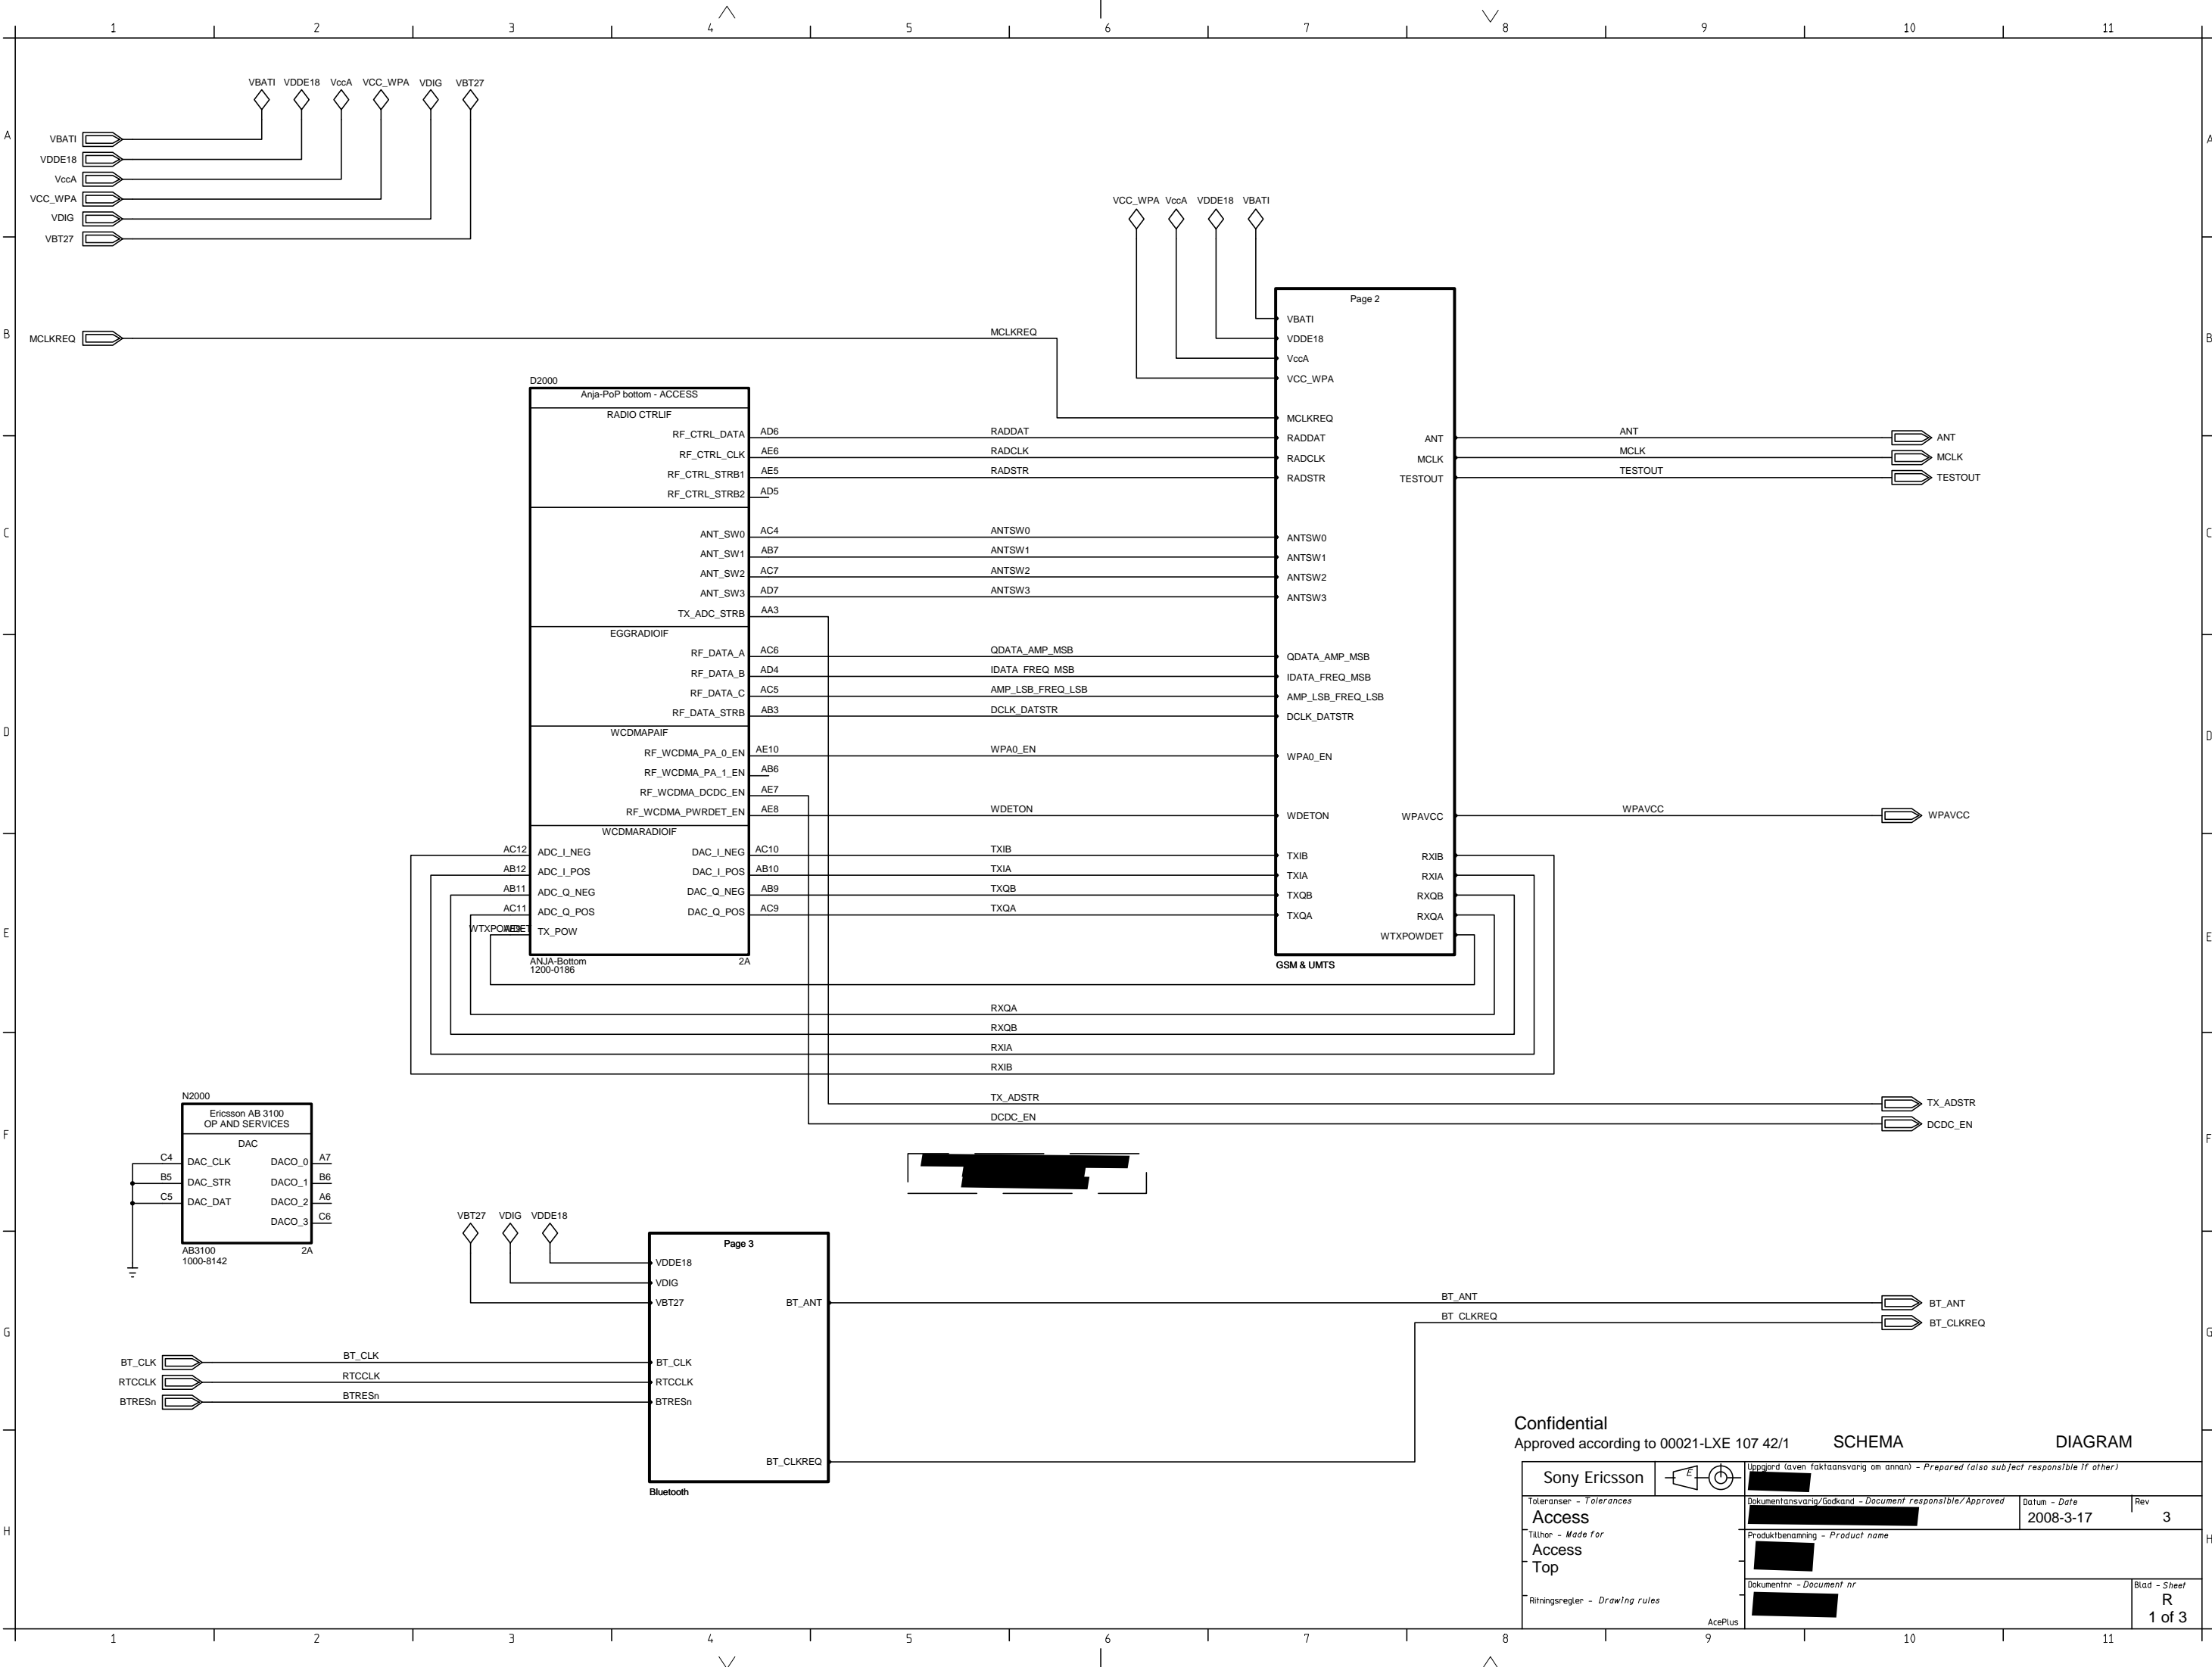 1 2 3 4 5 6 7 8 9 10 11
VBATI VDDE18 VccA VCC_WPA VDIG VBT27
A A
VBATI
VDDE18
VccA
VCC_WPA
VDIG
VBT27
VCC_WPA VccA VDDE18 VBATI
B B
MCLKREQ
MCLKREQ
Page 2
VBATI
VDDE18
VccA
VCC_WPA
MCLKREQ
RADDAT
RADCLK
RADSTR
ANTSW0
ANTSW1
ANTSW2
ANTSW3
QDATA_AMP_MSB
IDATA_FREQ_MSB
AMP_LSB_FREQ_LSB
DCLK_DATSTR
WPA0_EN
WDETON
TXIB
TXIA
TXQB
TXQA
ANT
MCLK
TESTOUT
WPAVCC
RXIB
RXIA
RXQB
RXQA
WTXPOWDET
GSM & UMTS
D2000
Anja-PoP bottom - ACCESS
RADIO CTRLIF
RF_CTRL_DATA AD6 RADDAT
RF_CTRL_CLK AE6 RADCLK
RF_CTRL_STRB1 AE5 RADSTR
RF_CTRL_STRB2 AD5
C C
ANT_SW0 AC4 ANTSW0
ANT_SW1 AB7 ANTSW1
ANT_SW2 AC7 ANTSW2
ANT_SW3 AD7 ANTSW3
TX_ADC_STRB AA3
EGGRADIOIF
RF_DATA_A AC6 QDATA_AMP_MSB
RF_DATA_B AD4 IDATA_FREQ_MSB
RF_DATA_C AC5 AMP_LSB_FREQ_LSB
RF_DATA_STRB AB3 DCLK_DATSTR
D D
WCDMAPAIF
RF_WCDMA_PA_0_EN AE10 WPA0_EN
RF_WCDMA_PA_1_EN AB6
RF_WCDMA_DCDC_EN AE7
RF_WCDMA_PWRDET_EN AE8 WDETON
WCDMARADIOIF
AC12 ADC_I_NEG DAC_I_NEG AC10 TXIB
AB12 ADC_I_POS DAC_I_POS AB10 TXIA
AB11 ADC_Q_NEG DAC_Q_NEG AB9 TXQB
AC11 ADC_Q_POS DAC_Q_POS AC9 TXQA
TX_POW
E E
ANJA-Bottom 2A
1200-0186
ANT ANT
MCLK MCLK
TESTOUT TESTOUT
WPAVCC WPAVCC
RXQA
RXQB
RXIA
RXIB
TX_ADSTR TX_ADSTR
DCDC_EN DCDC_EN
F F
N2000
Ericsson AB 3100
OP AND SERVICES
DAC
C4 DAC_CLK DACO_0 A7
B5 DAC_STR DACO_1 B6
C5 DAC_DAT DACO_2 A6
DACO_3 C6
AB3100 2A
1000-8142
VBT27 VDIG VDDE18
Page 3
VDDE18
VDIG
VBT27 BT_ANT
BT_ANT BT_ANT
BT_CLKREQ BT_CLKREQ
G G
BT_CLK BT_CLK BT_CLK
RTCCLK RTCCLK RTCCLK
BTRESn BTRESn BTRESn
BT_CLKREQ
Bluetooth
H H
Confidential
Approved according to 00021-LXE 107 42/1 SCHEMA DIAGRAM
Sony Ericsson E
Uppgjord (aven faktaansvarig om annan) - Prepared (also subject responsible if other)
Toleranser - Tolerances
Access
Dokumentansvarig/Godkand - Document responsible/Approved
Datum - Date
2008-3-17
Rev
3
Tillhor - Made for
Access
Top
Produktbenamning - Product name
Dokumentnr - Document nr
Ritningsregler - Drawing rules
AcePlus
Blad - Sheet
R
1 of 3
1 2 3 4 5 6 7 8 9 10 11